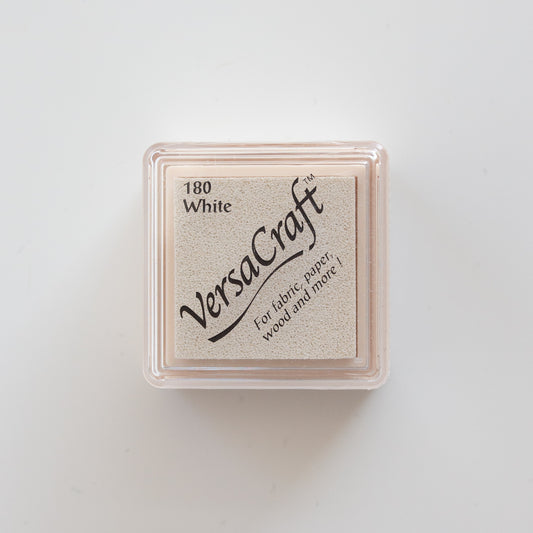 180
White
VersaCraft™
For fabric, paper,
wood and more !